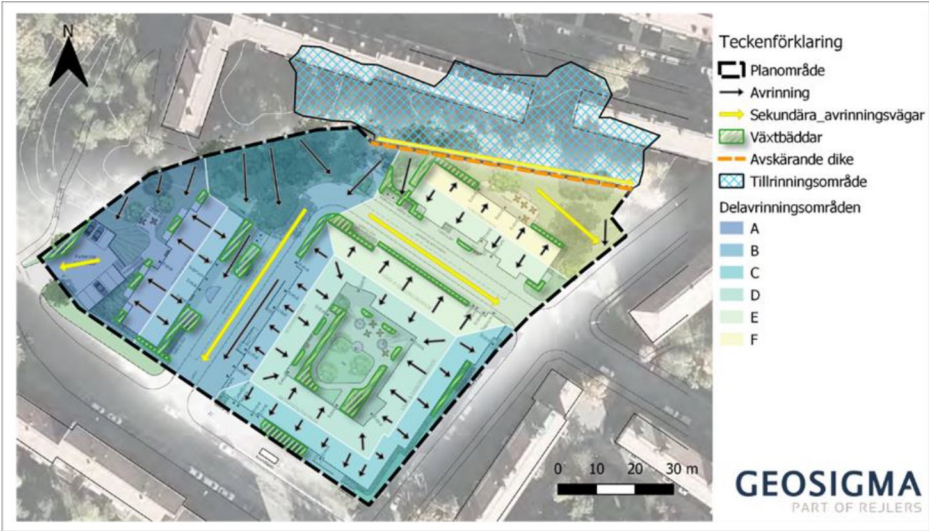 N
Teckenförklaring
Planområde
Avrinning
Sekundära_avrinningsvägar
Växtbäddar
Avskärande dike
Tillrinningsområde
Delavrinningsområden
A
B
C
D
E
F
0 10 20 30 m
GEOSIGMA
PART OF REJLERS